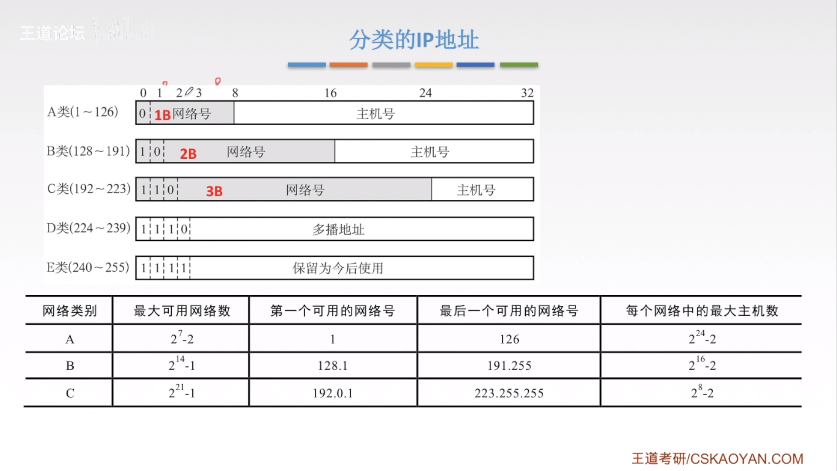 王道论坛
分类的IP地址
0 1 2 3 8 16 24 32
A类(1～126) 0 1B 网络号 主机号
B类(128～191) 1 0 2B 网络号 主机号
C类(192～223) 1 1 0 3B 网络号 主机号
D类(224～239) 1 1 1 0 多播地址
E类(240～255) 1 1 1 1 保留为今后使用
网络类别 最大可用网络数 第一个可用的网络号 最后一个可用的网络号 每个网络中的最大主机数
A 2^7-2 1 126 2^24-2
B 2^14-1 128.1 191.255 2^16-2
C 2^21-1 192.0.1 223.255.255 2^8-2
王道考研/CSKAOYAN.COM